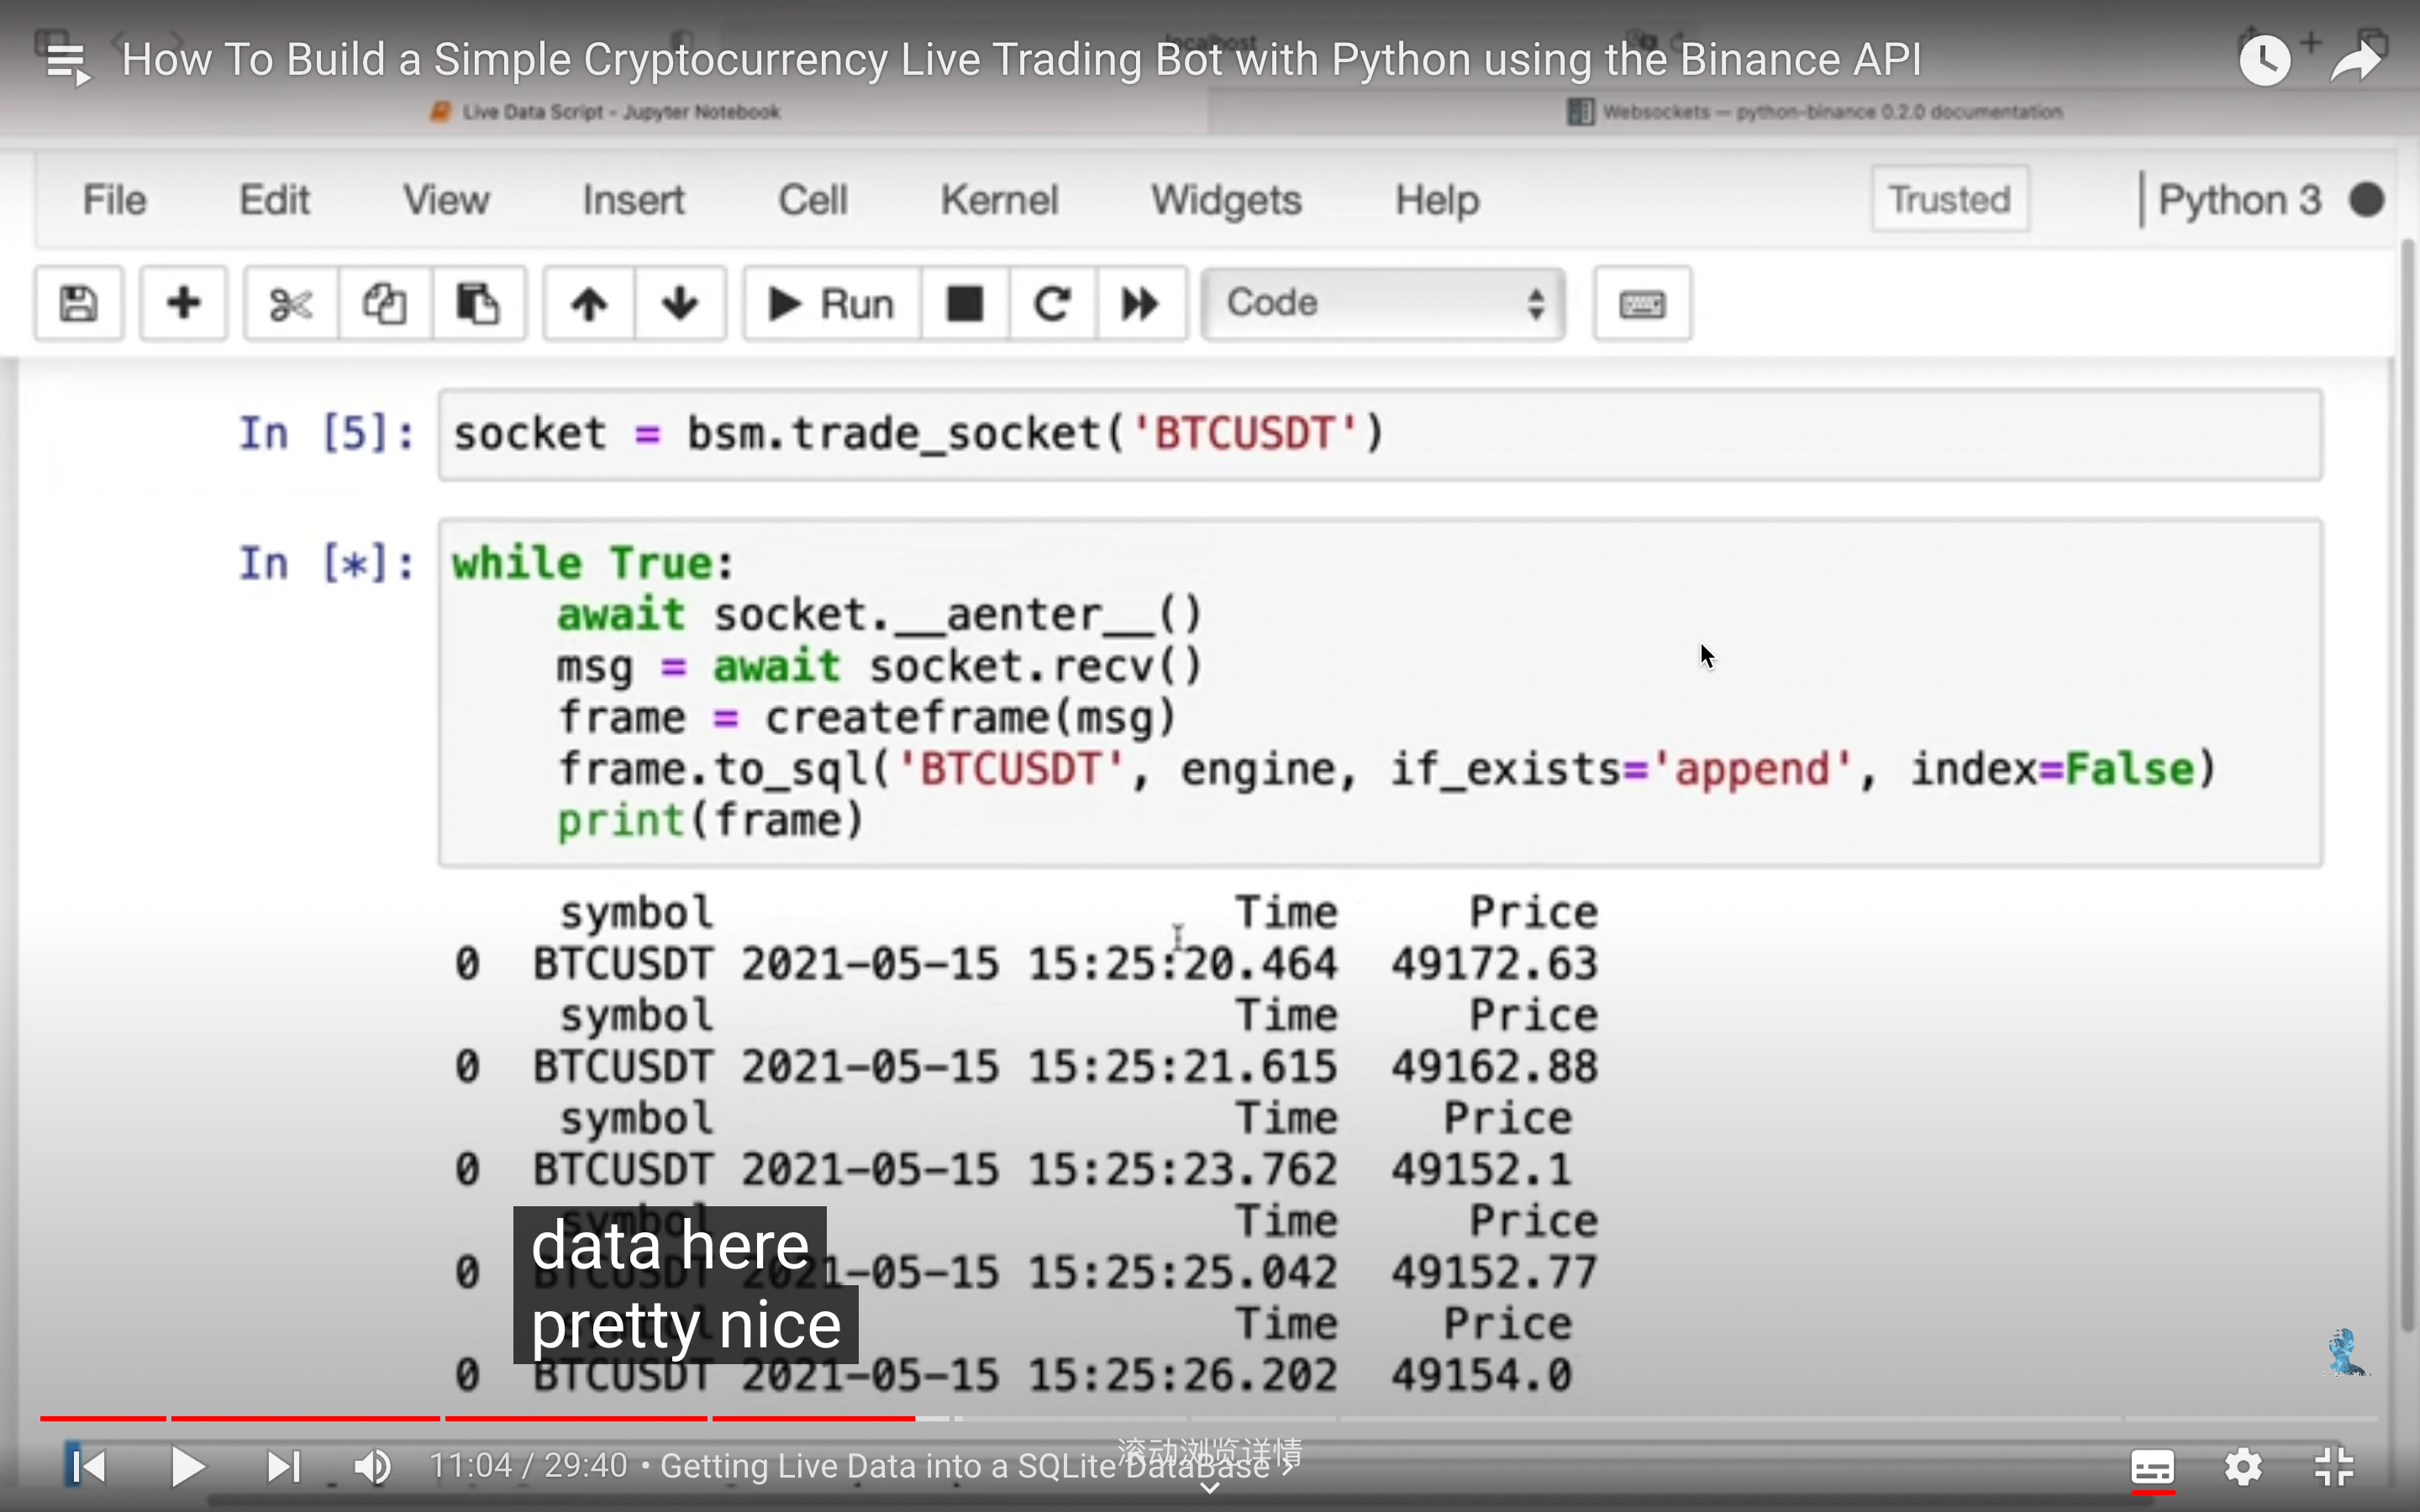 localhost
How To Build a Simple Cryptocurrency Live Trading Bot with Python using the Binance API
Live Data Script - Jupyter Notebook
Websockets — python-binance 0.2.0 documentation
File Edit View Insert Cell Kernel Widgets Help Trusted Python 3
Run Code
In [5]: socket = bsm.trade_socket('BTCUSDT')
In [*]: while True:
await socket.__aenter__()
msg = await socket.recv()
frame = createframe(msg)
frame.to_sql('BTCUSDT', engine, if_exists='append', index=False)
print(frame)
symbol Time Price
0 BTCUSDT 2021-05-15 15:25:20.464 49172.63
symbol Time Price
0 BTCUSDT 2021-05-15 15:25:21.615 49162.88
symbol Time Price
0 BTCUSDT 2021-05-15 15:25:23.762 49152.1
symbol Time Price
data here
0 BTCUSDT 2021-05-15 15:25:25.042 49152.77
pretty nice
Time Price
0 BTCUSDT 2021-05-15 15:25:26.202 49154.0
滚动浏览详情
11:04 / 29:40 • Getting Live Data into a SQLite DataBase